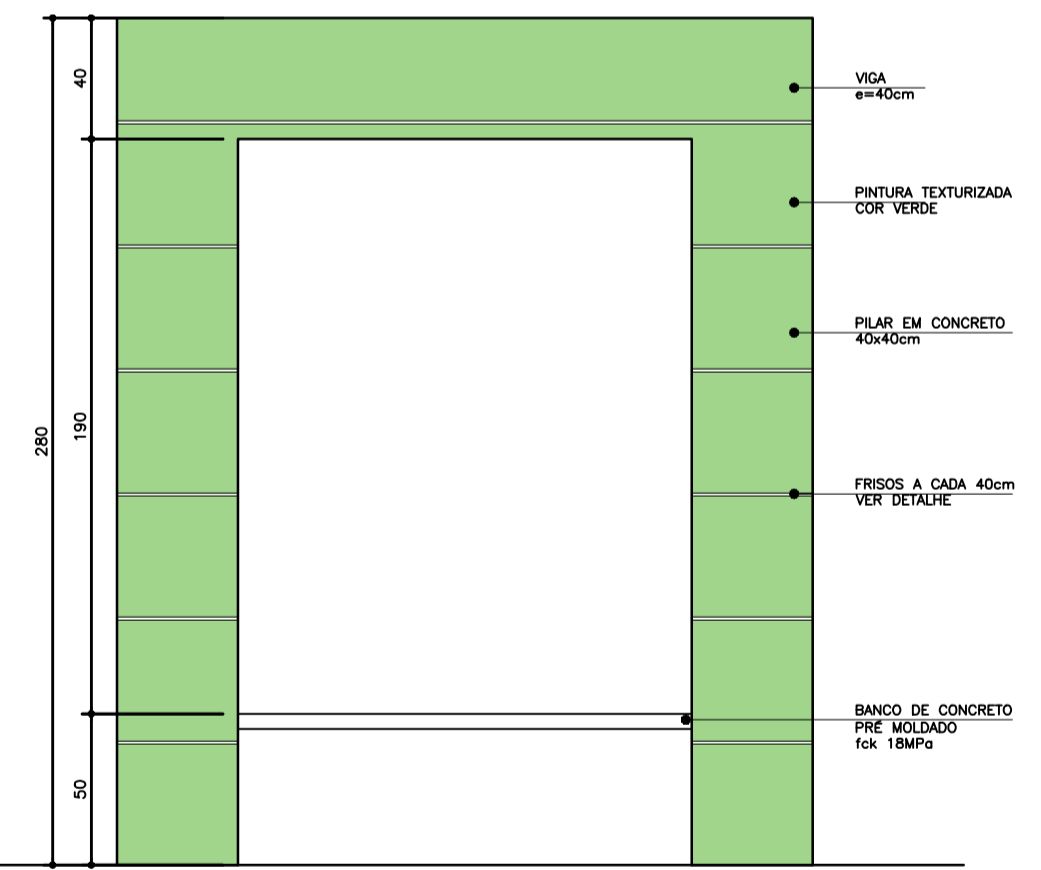 40
VIGA
e=40cm
PINTURA TEXTURIZADA
COR VERDE
PILAR EM CONCRETO
40x40cm
190
280
FRISOS A CADA 40cm
VER DETALHE
BANCO DE CONCRETO
PRÉ MOLDADO
fck 18MPa
50